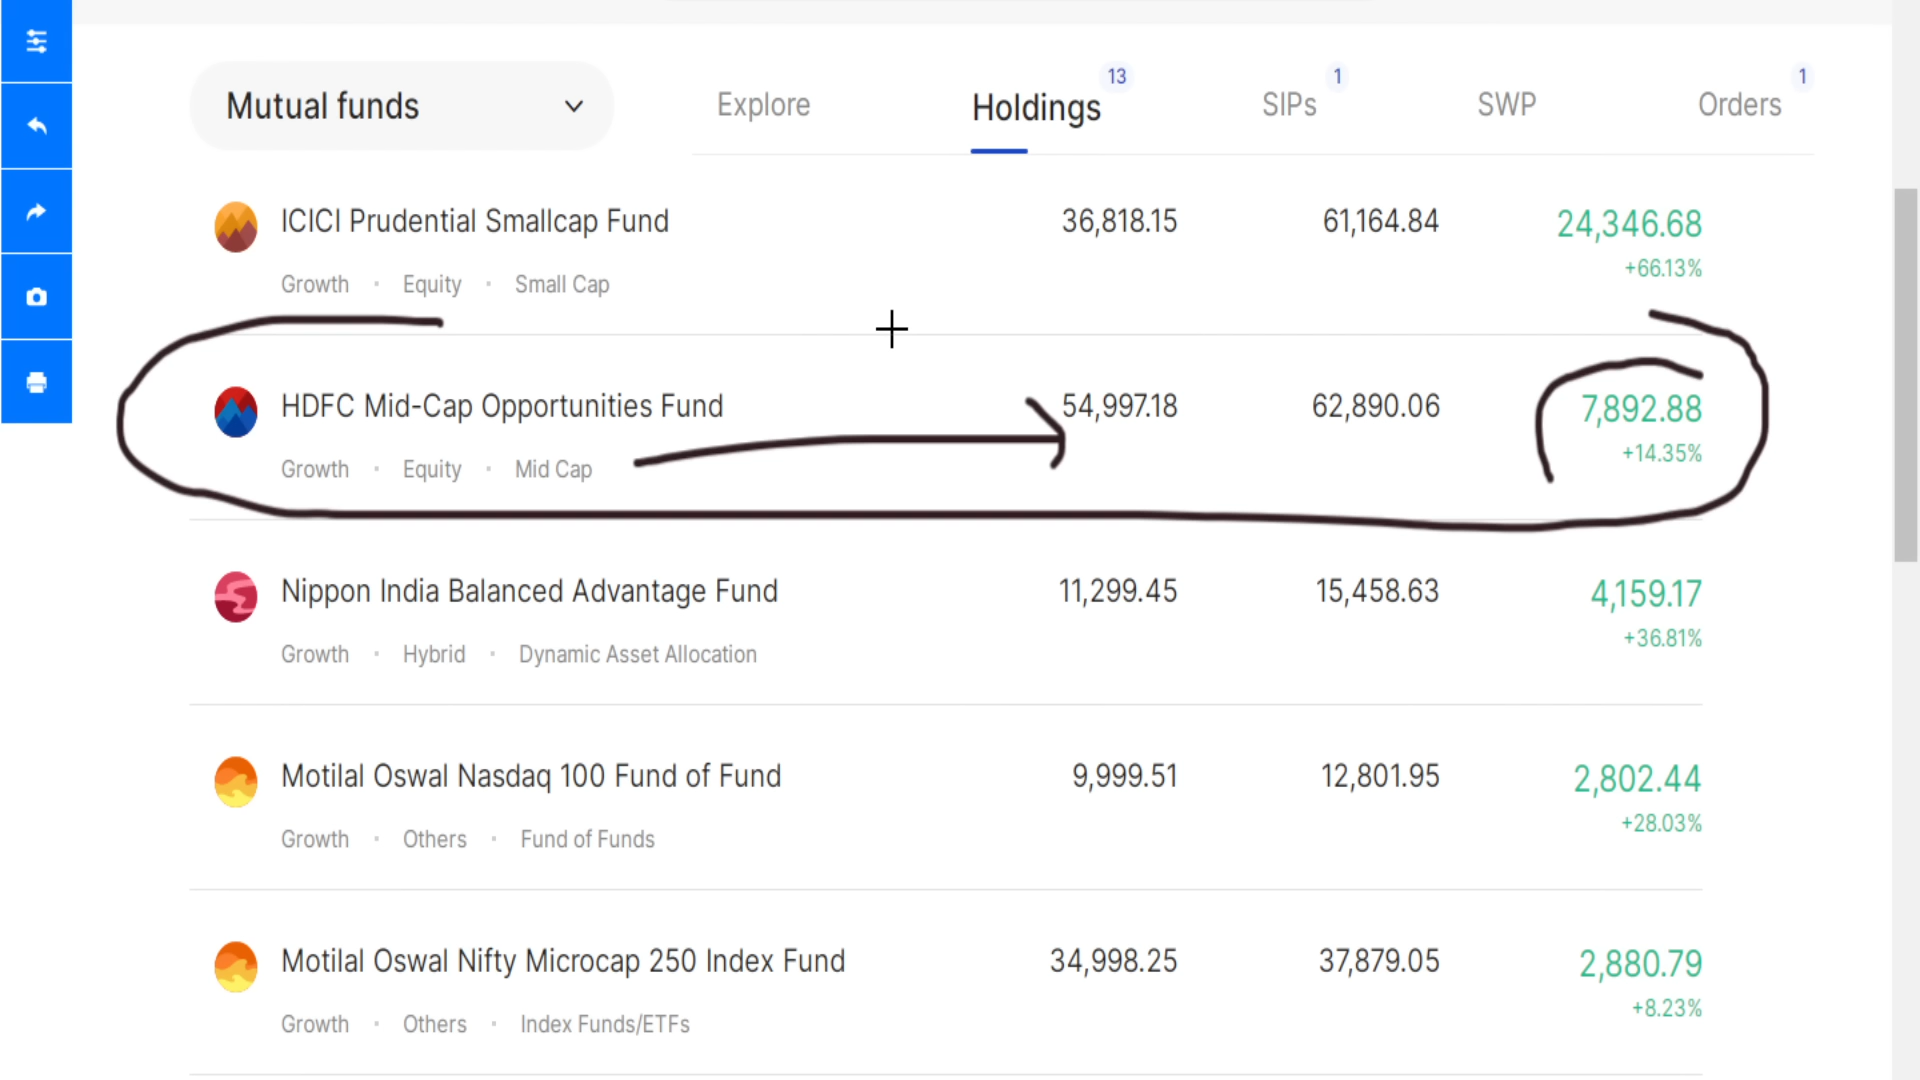 Mutual funds
Explore
Holdings 13
SIPs 1
SWP
Orders 1
ICICI Prudential Smallcap Fund 36,818.15 61,164.84 24,346.68
+66.13%
Growth · Equity · Small Cap
HDFC Mid-Cap Opportunities Fund 54,997.18 62,890.06 7,892.88
+14.35%
Growth · Equity · Mid Cap
Nippon India Balanced Advantage Fund 11,299.45 15,458.63 4,159.17
+36.81%
Growth · Hybrid · Dynamic Asset Allocation
Motilal Oswal Nasdaq 100 Fund of Fund 9,999.51 12,801.95 2,802.44
+28.03%
Growth · Others · Fund of Funds
Motilal Oswal Nifty Microcap 250 Index Fund 34,998.25 37,879.05 2,880.79
+8.23%
Growth · Others · Index Funds/ETFs